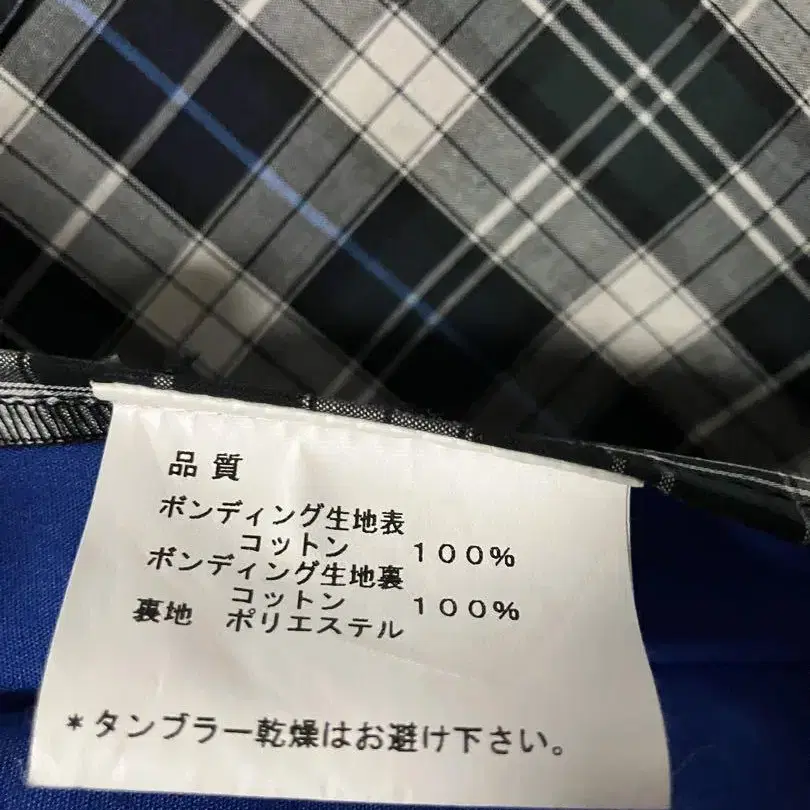 品質
ボンディング生地表
コットン １００％
ボンディング生地裏
コットン １００％
裏地 ポリエステル
＊タンブラー乾燥はお避け下さい。